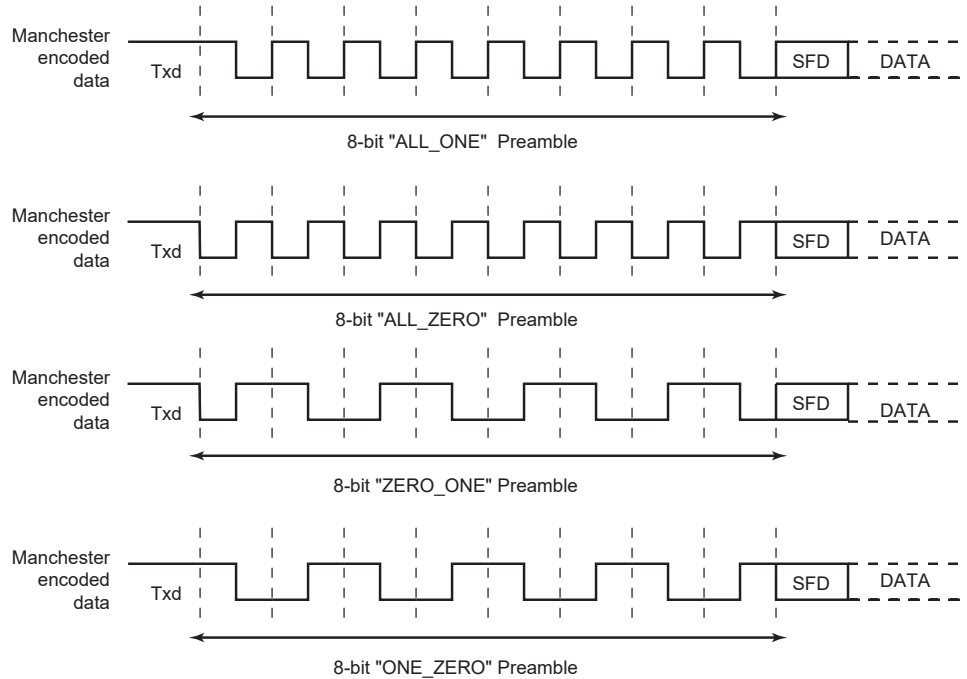 Manchester
encoded
data
Txd
SFD
DATA
8-bit "ALL_ONE" Preamble
Manchester
encoded
data
Txd
SFD
DATA
8-bit "ALL_ZERO" Preamble
Manchester
encoded
data
Txd
SFD
DATA
8-bit "ZERO_ONE" Preamble
Manchester
encoded
data
Txd
SFD
DATA
8-bit "ONE_ZERO" Preamble